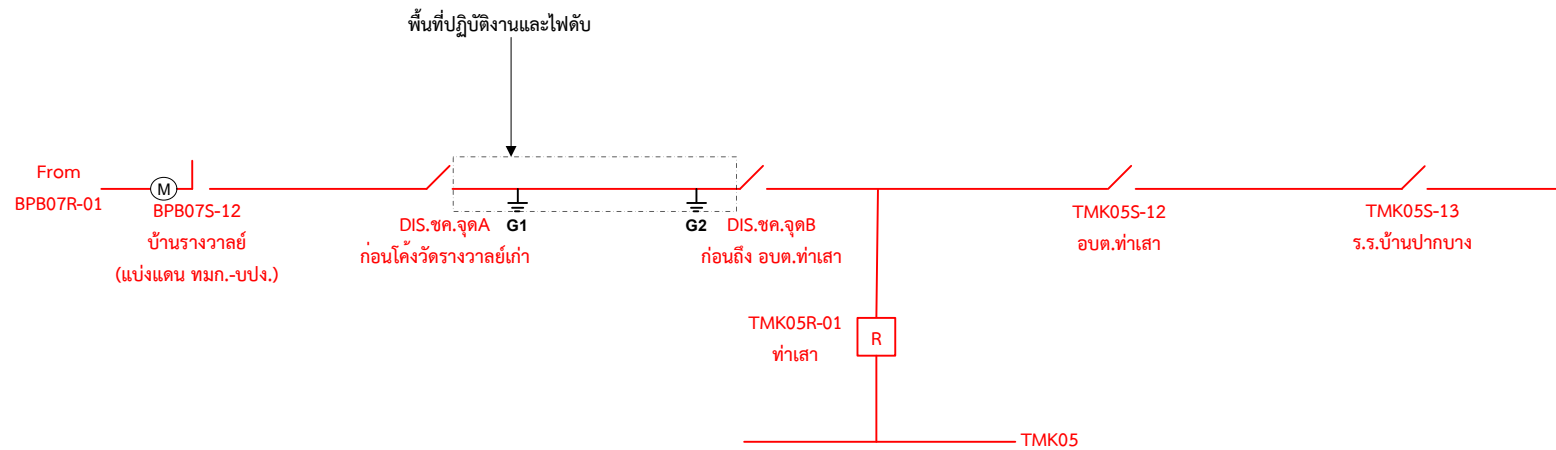 พื้นที่ปฏิบัติงานและไฟดับ
From
BPB07R-01
M
BPB07S-12
บ้านรางวาลย์
(แบ่งแดน ทมก.-บปง.)
DIS.ชค.จุดA
ก่อนโค้งวัดรางวาลย์เก่า
G1
G2
DIS.ชค.จุดB
ก่อนถึง อบต.ท่าเสา
TMK05S-12
อบต.ท่าเสา
TMK05S-13
ร.ร.บ้านปากบาง
TMK05R-01
ท่าเสา
R
TMK05